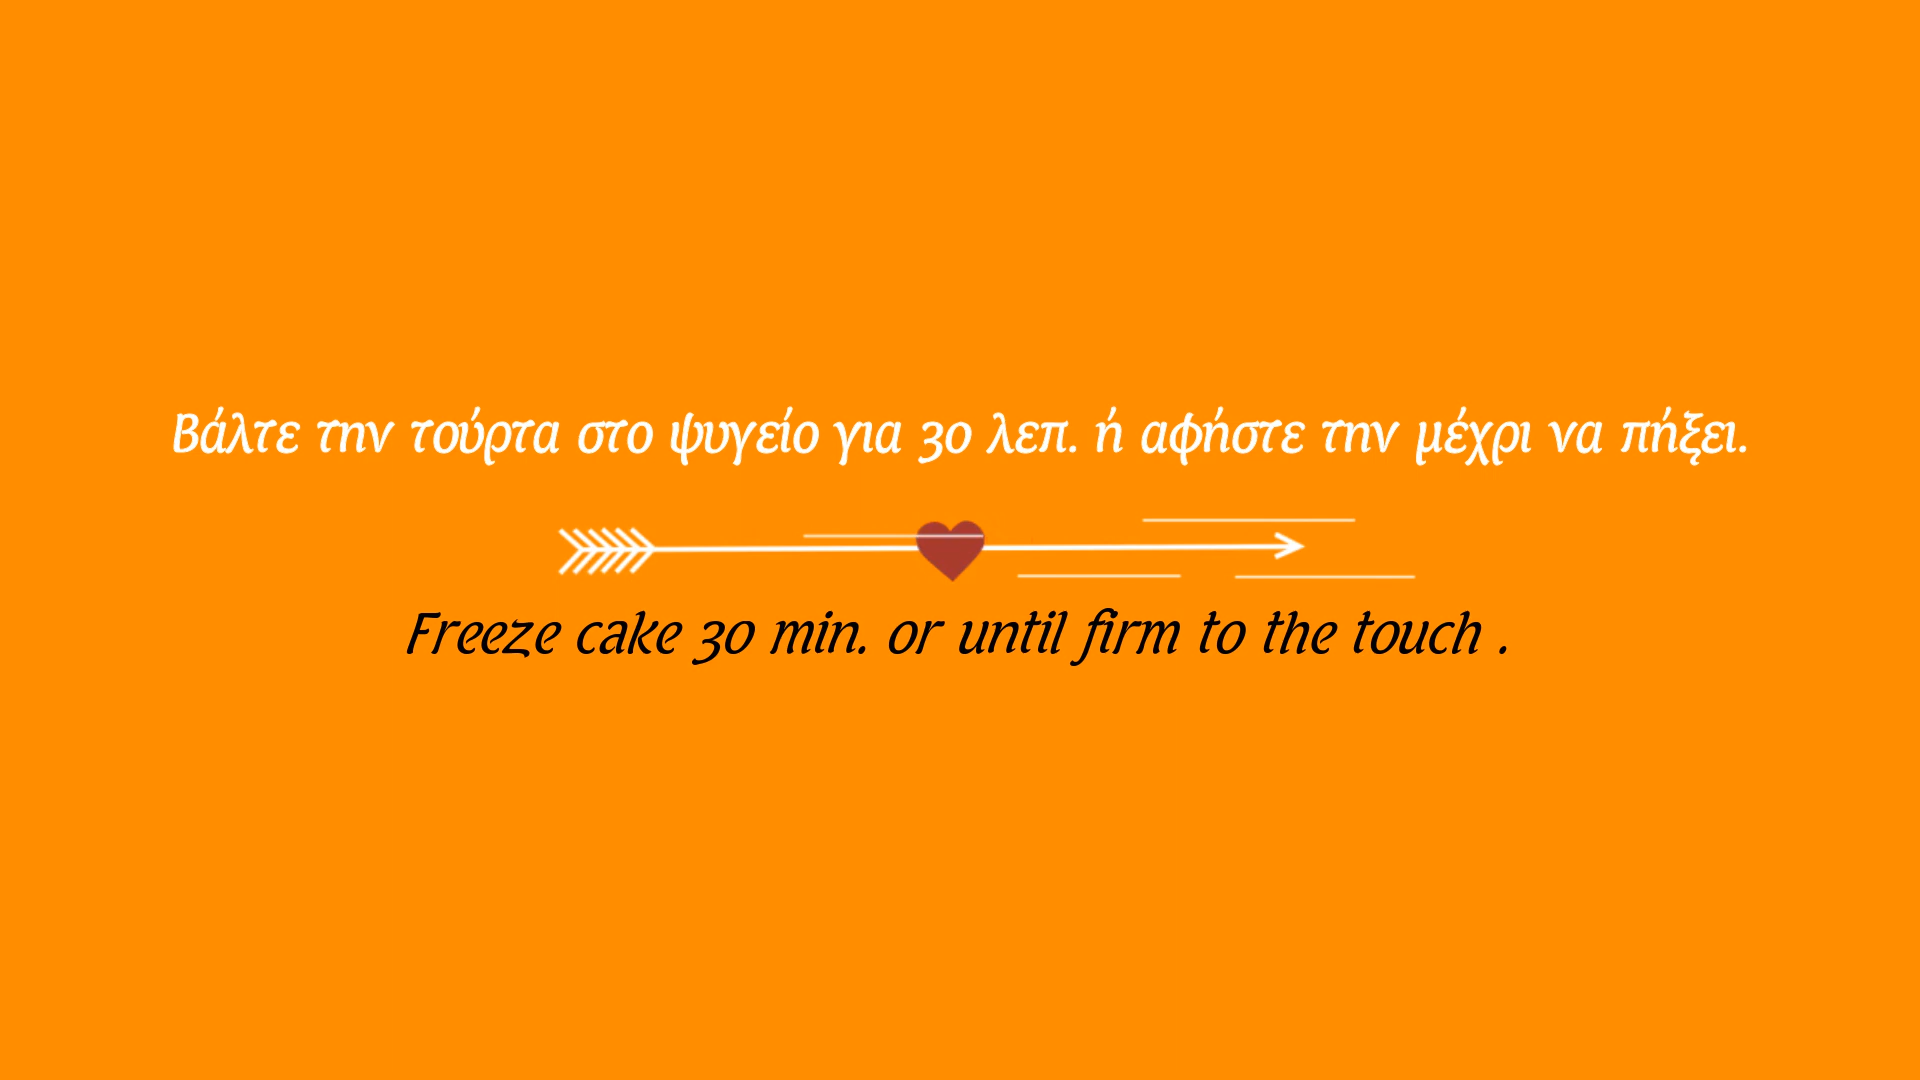 Βάλτε την τούρτα στο ψυγείο για 30 λεπ. ή αφήστε την μέχρι να πήξει.
Freeze cake 30 min. or until firm to the touch .